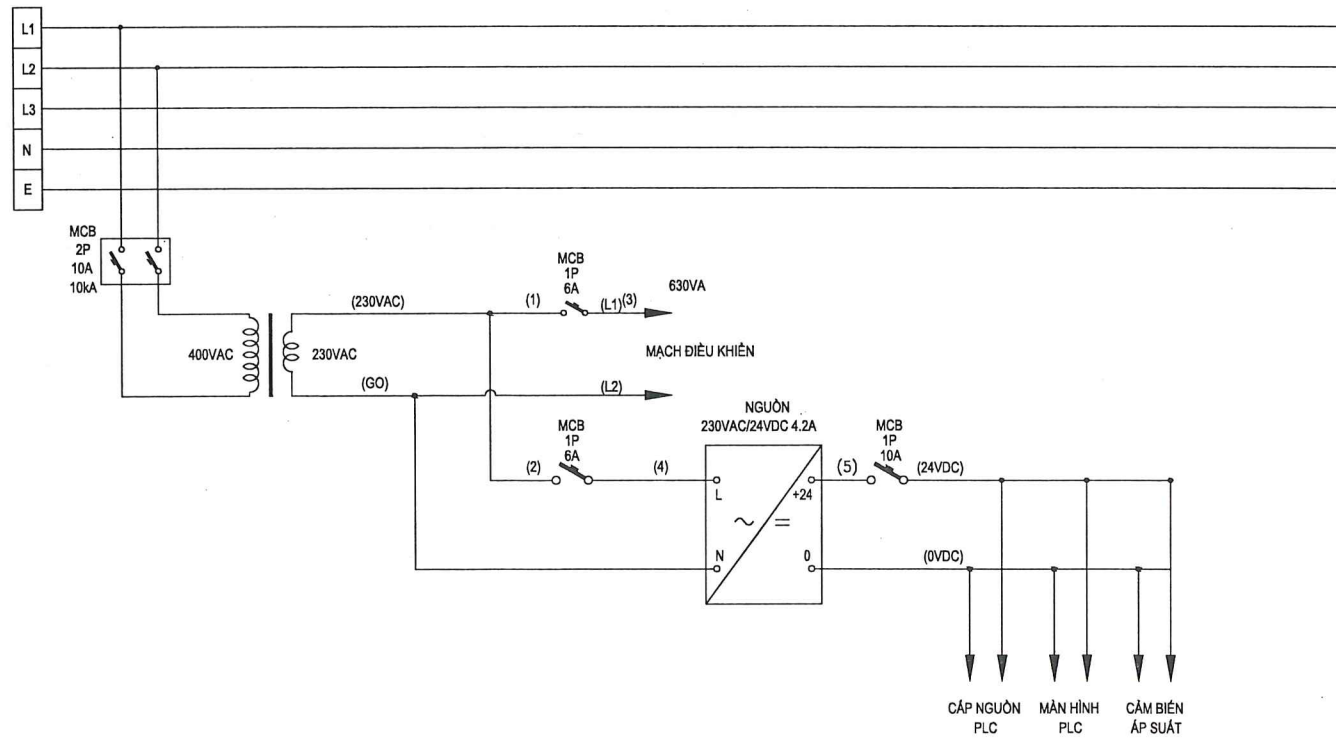 L1
L2
L3
N
E
MCB
2P
10A
10kA
400VAC
230VAC
(230VAC)
(GO)
(1)
MCB
1P
6A
(L1)(3)
630VA
MẠCH ĐIỀU KHIỂN
(L2)
(2)
MCB
1P
6A
(4)
NGUỒN
230VAC/24VDC 4.2A
L
+24
N
0
(5)
MCB
1P
10A
(24VDC)
(0VDC)
CẤP NGUỒN
PLC
MÀN HÌNH
PLC
CẢM BIẾN
ÁP SUẤT